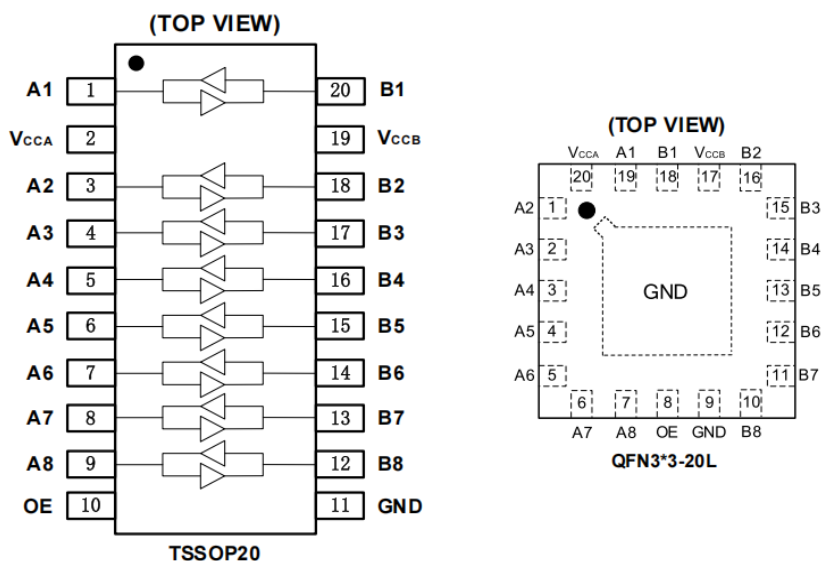 (TOP VIEW)
A1 1 20 B1
VCCA 2 19 VCCB
A2 3 18 B2
A3 4 17 B3
A4 5 16 B4
A5 6 15 B5
A6 7 14 B6
A7 8 13 B7
A8 9 12 B8
OE 10 11 GND
TSSOP20
(TOP VIEW)
VCCA A1 B1 VCCB B2
20 19 18 17 16
A2 1 15 B3
A3 2 14 B4
A4 3 GND 13 B5
A5 4 12 B6
A6 5 11 B7
6 7 8 9 10
A7 A8 OE GND B8
QFN3*3-20L